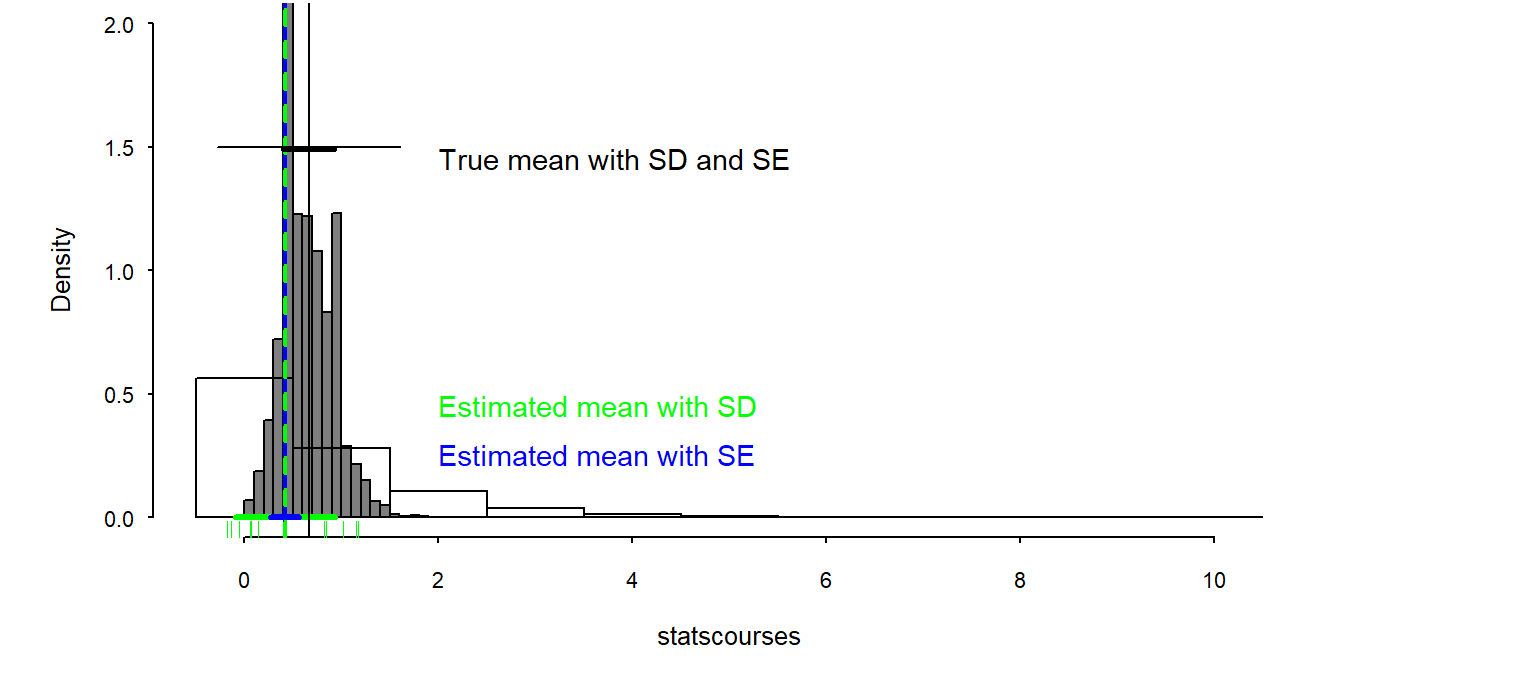 2.0
1.5
True mean with SD and SE
Density
1.0
0.5
Estimated mean with SD
Estimated mean with SE
0.0
0 2 4 6 8 10
statscourses